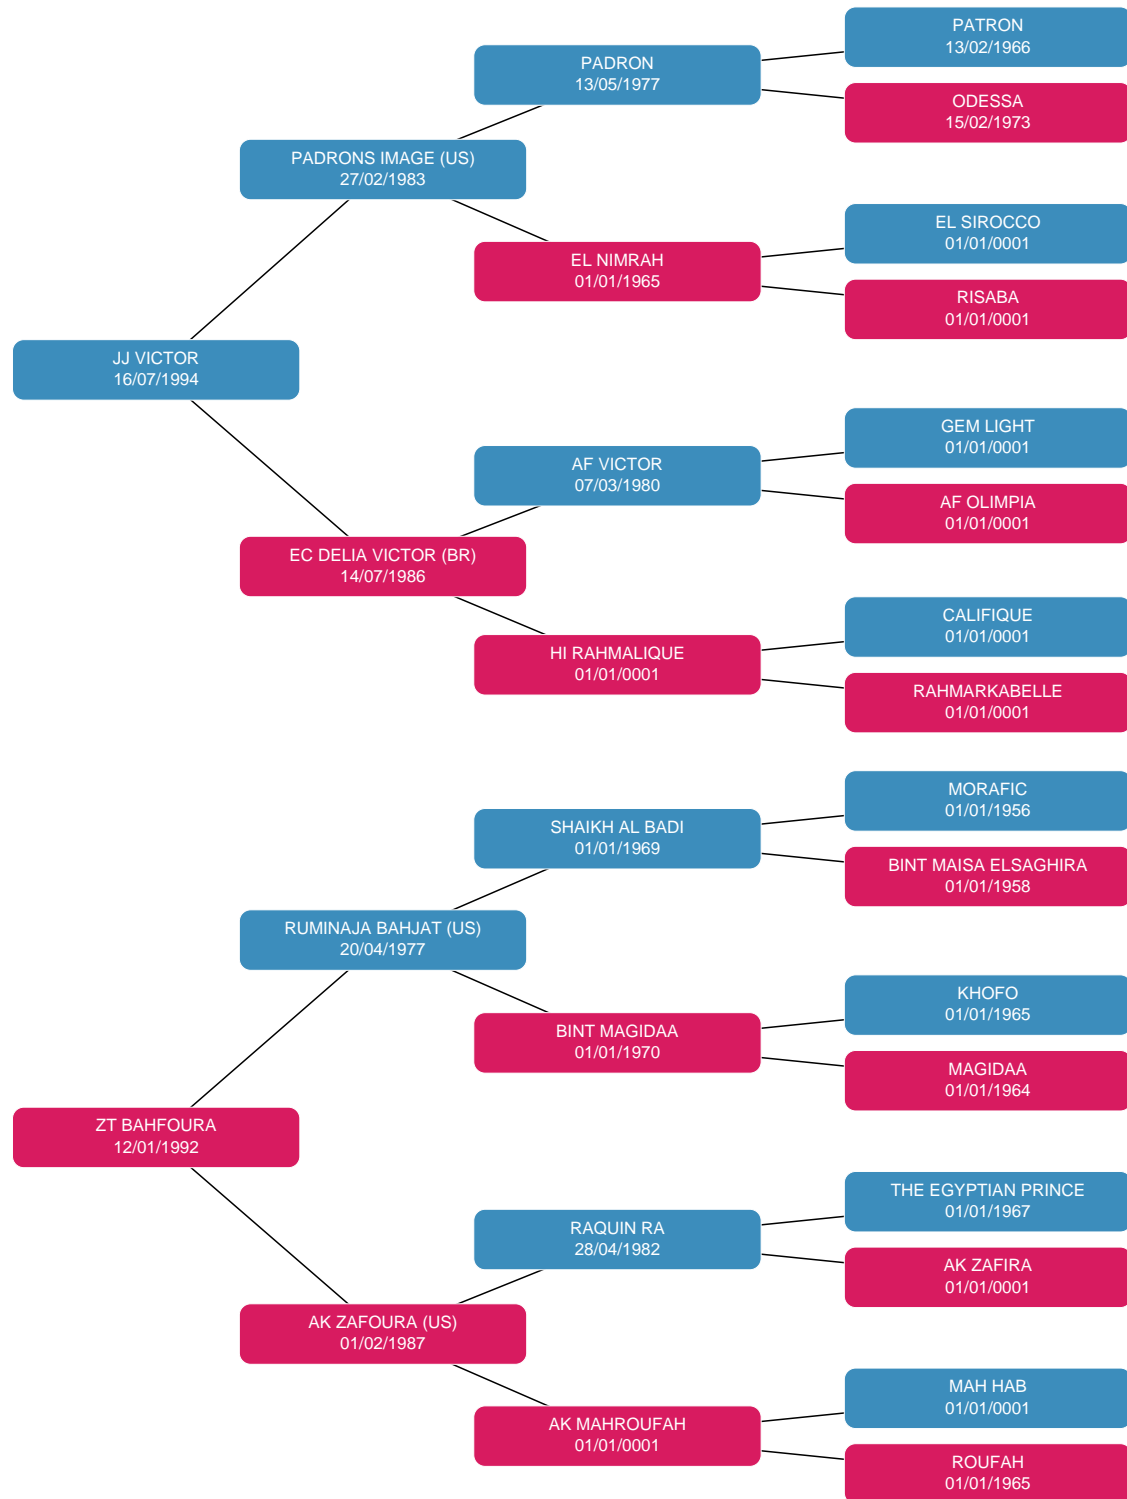 PATRON
13/02/1966
PADRON
13/05/1977
ODESSA
15/02/1973
PADRONS IMAGE (US)
27/02/1983
EL SIROCCO
01/01/0001
EL NIMRAH
01/01/1965
RISABA
01/01/0001
JJ VICTOR
16/07/1994
GEM LIGHT
01/01/0001
AF VICTOR
07/03/1980
AF OLIMPIA
01/01/0001
EC DELIA VICTOR (BR)
14/07/1986
CALIFIQUE
01/01/0001
HI RAHMALIQUE
01/01/0001
RAHMARKABELLE
01/01/0001
MORAFIC
01/01/1956
SHAIKH AL BADI
01/01/1969
BINT MAISA ELSAGHIRA
01/01/1958
RUMINAJA BAHJAT (US)
20/04/1977
KHOFO
01/01/1965
BINT MAGIDAA
01/01/1970
MAGIDAA
01/01/1964
ZT BAHFOURA
12/01/1992
THE EGYPTIAN PRINCE
01/01/1967
RAQUIN RA
28/04/1982
AK ZAFIRA
01/01/0001
AK ZAFOURA (US)
01/02/1987
MAH HAB
01/01/0001
AK MAHROUFAH
01/01/0001
ROUFAH
01/01/1965